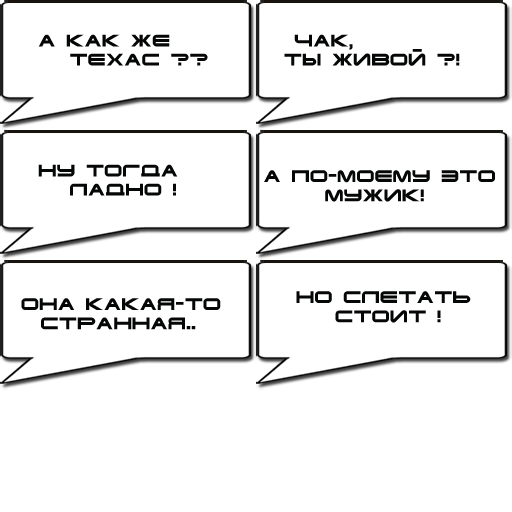 А КАК ЖЕ
ТЕХАС ??
ЧАК,
ТЫ ЖИВОЙ ?!
НУ ТОГДА
ЛАДНО !
А ПО-МОЕМУ ЭТО
МУЖИК!
ОНА КАКАЯ-ТО
СТРАННАЯ..
НО СЛЕТАТЬ
СТОИТ !